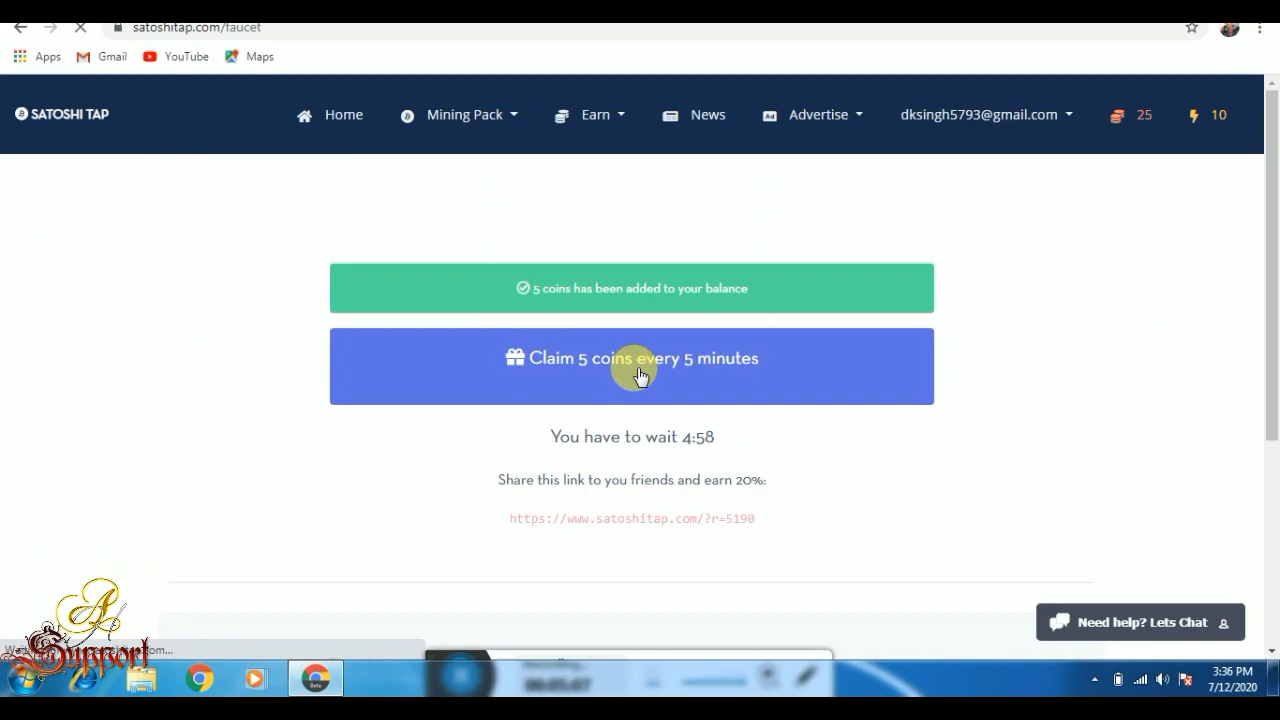 satoshitap.com/faucet
Apps Gmail YouTube Maps
SATOSHI TAP Home Mining Pack Earn News Advertise dksingh5793@gmail.com 25 10
5 coins has been added to your balance
Claim 5 coins every 5 minutes
You have to wait 4:58
Share this link to you friends and earn 20%:
https://www.satoshitap.com/?r=5190
Need help? Lets Chat
A
Support
3:36 PM
7/12/2020